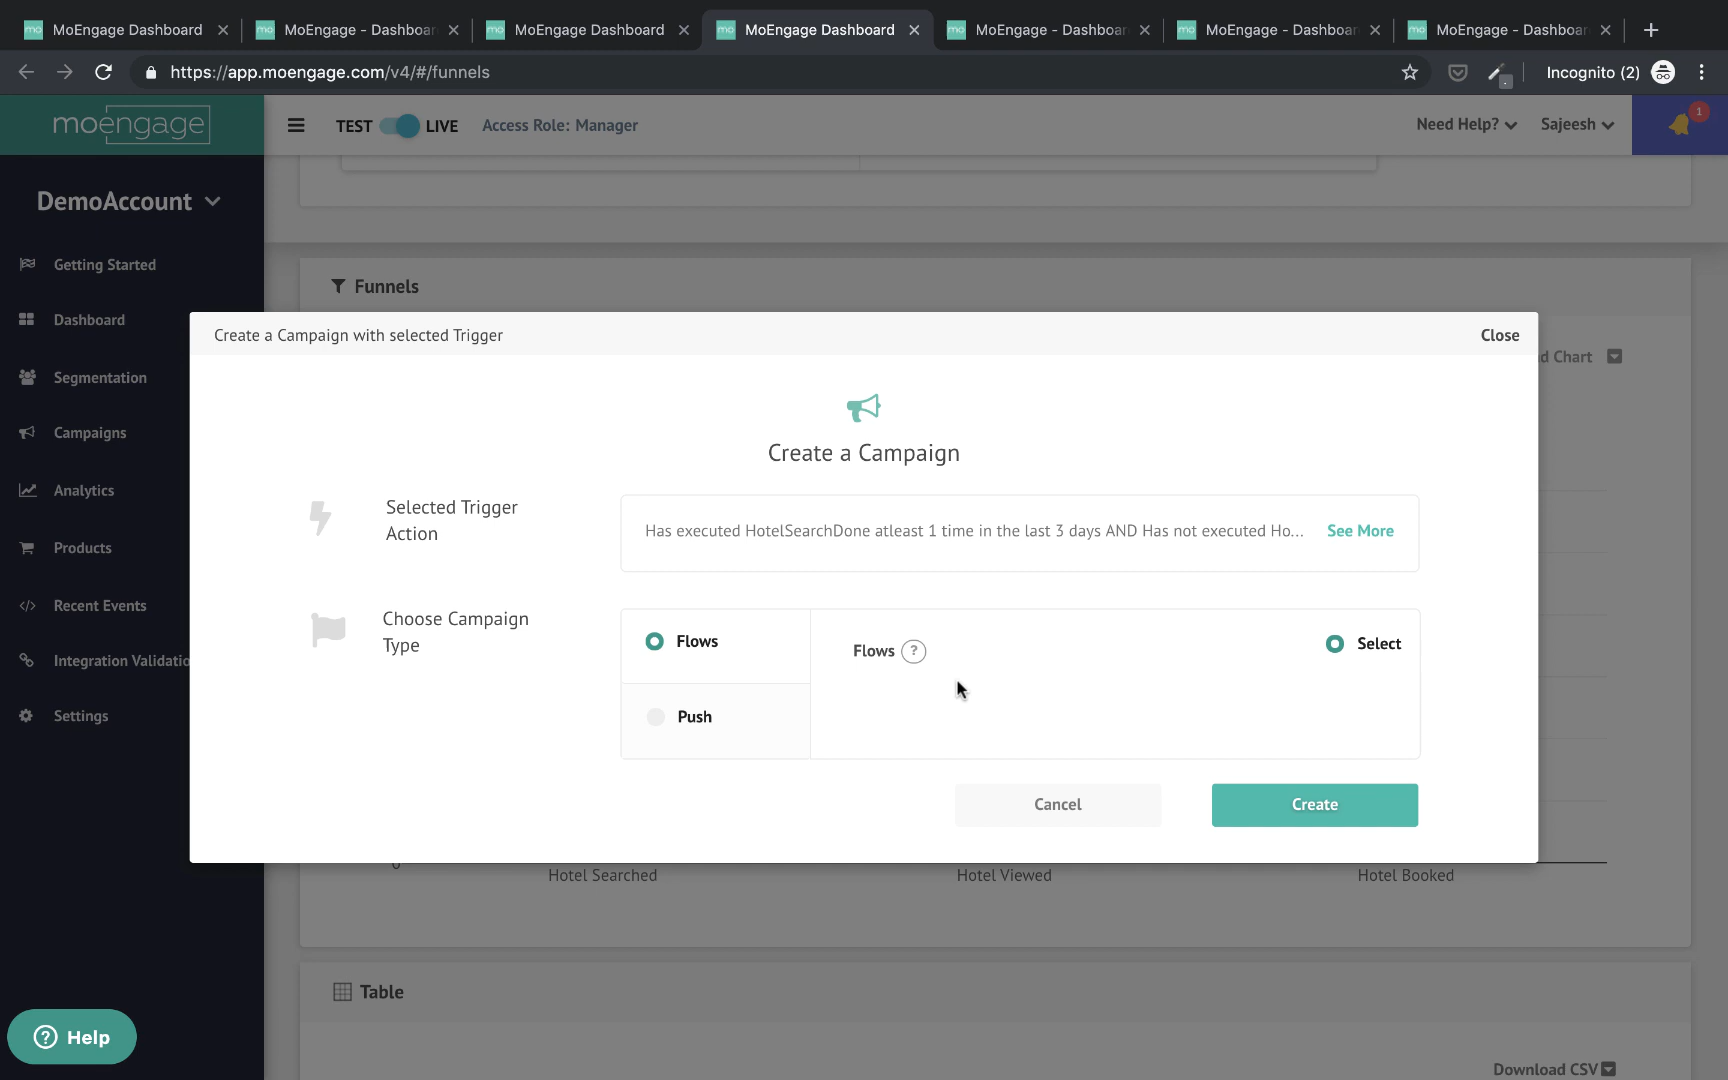 MoEngage Dashboard
MoEngage - Dashboar
MoEngage Dashboard
MoEngage Dashboard
MoEngage - Dashboar
MoEngage - Dashboar
MoEngage - Dashboar
https://app.moengage.com/v4/#/funnels
Incognito (2)
moengage
TEST
LIVE
Access Role: Manager
Need Help?
Sajeesh
1
DemoAccount
Getting Started
Dashboard
Segmentation
Campaigns
Analytics
Products
Recent Events
Integration Validatio
Settings
Help
Funnels
d Chart
Create a Campaign with selected Trigger
Close
Create a Campaign
Selected Trigger
Action
Has executed HotelSearchDone atleast 1 time in the last 3 days AND Has not executed Ho...
See More
Choose Campaign
Type
Flows
Push
Flows ?
Select
Cancel
Create
0
Hotel Searched
Hotel Viewed
Hotel Booked
Table
Download CSV